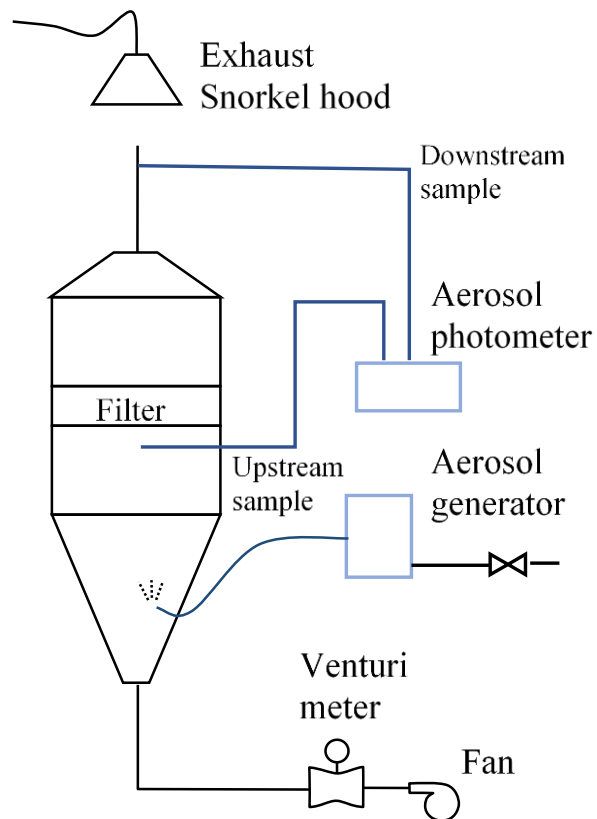 Exhaust
Snorkel hood
Downstream
sample
Aerosol
photometer
Filter
Upstream
sample
Aerosol
generator
Venturi
meter
Fan